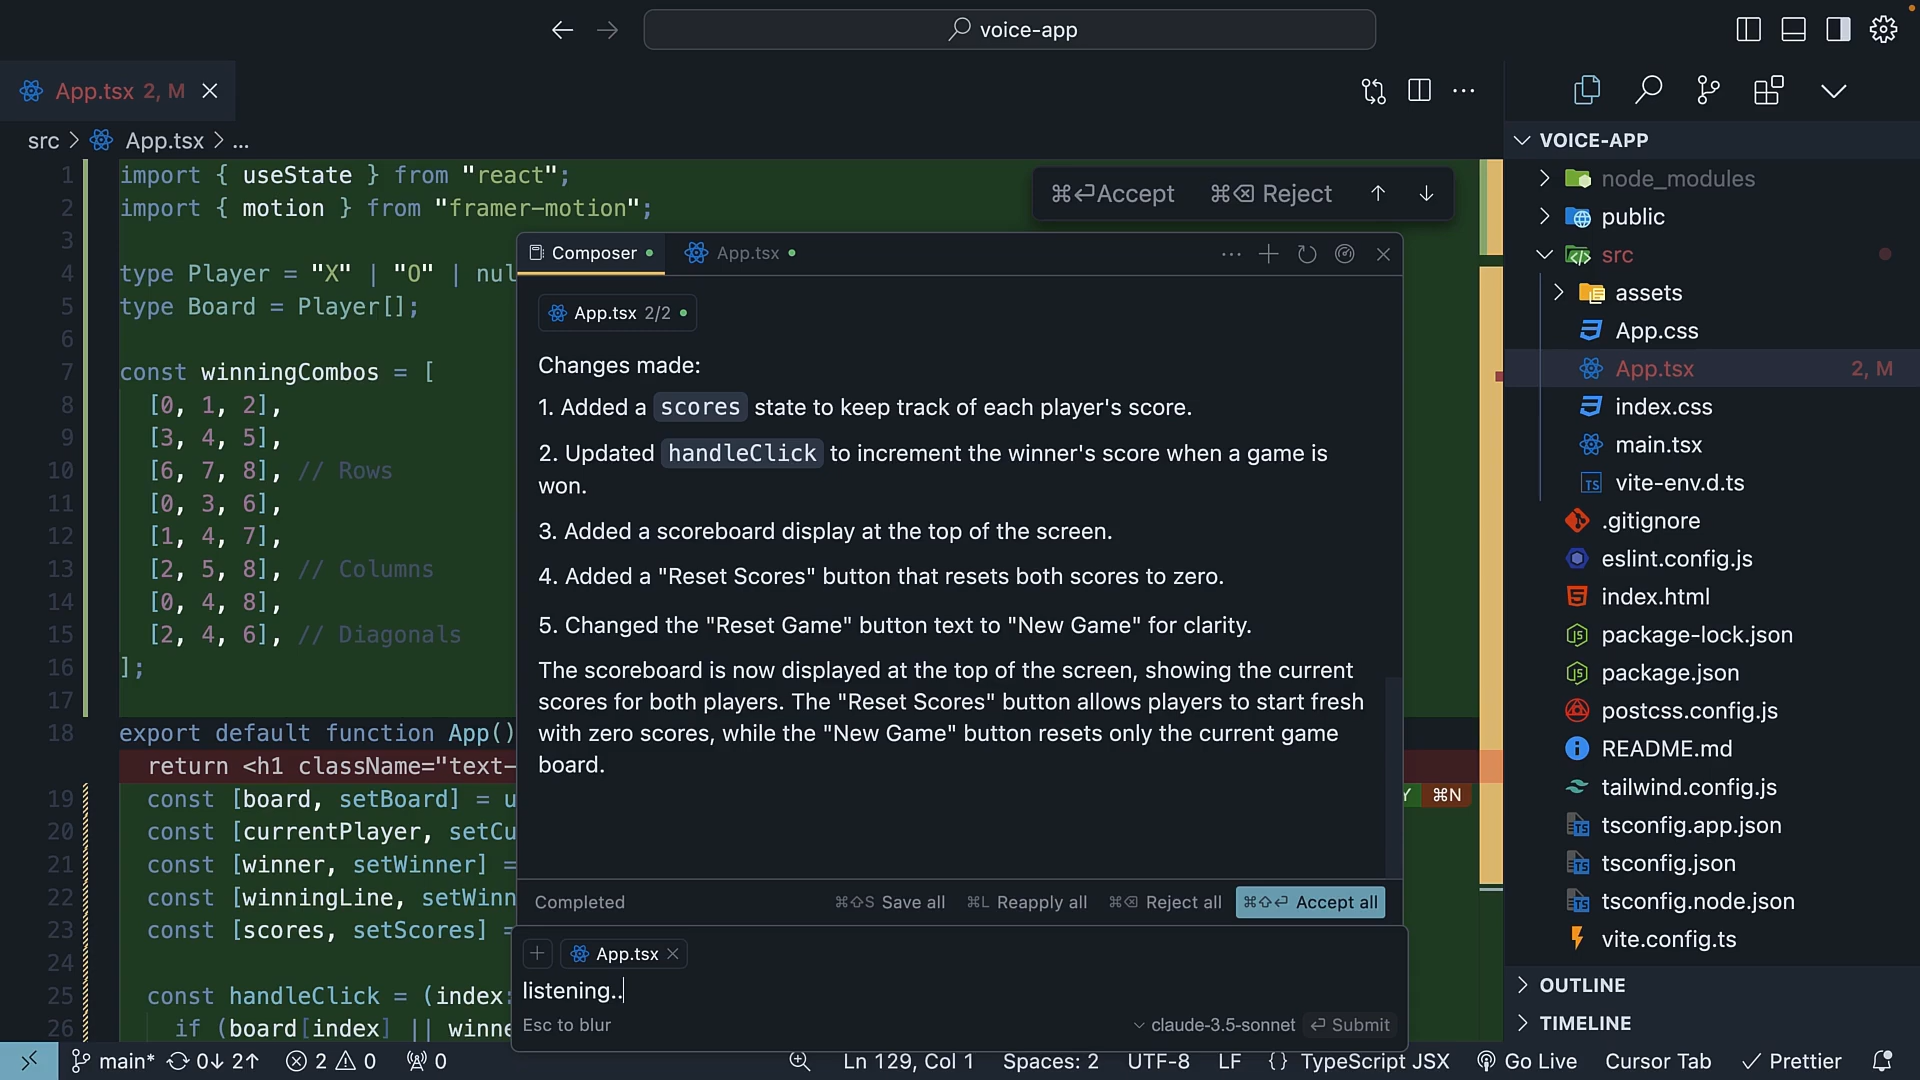 voice-app
App.tsx 2, M
src > App.tsx > ...
1 import { useState } from "react";
2 import { motion } from "framer-motion";
3
4 type Player = "X" | "O" | nul
5 type Board = Player[];
6
7 const winningCombos = [
8 [0, 1, 2],
9 [3, 4, 5],
10 [6, 7, 8], // Rows
11 [0, 3, 6],
12 [1, 4, 7],
13 [2, 5, 8], // Columns
14 [0, 4, 8],
15 [2, 4, 6], // Diagonals
16 ];
17
18 export default function App()
return <h1 className="text-
19 const [board, setBoard] = u
20 const [currentPlayer, setCu
21 const [winner, setWinner] =
22 const [winningLine, setWinn
23 const [scores, setScores] =
24
25 const handleClick = (index:
26 if (board[index] || winne
⌘⏎Accept ⌘⌫ Reject ↑ ↓
Composer App.tsx
App.tsx 2/2
Changes made:
1. Added a scores state to keep track of each player's score.
2. Updated handleClick to increment the winner's score when a game is
won.
3. Added a scoreboard display at the top of the screen.
4. Added a "Reset Scores" button that resets both scores to zero.
5. Changed the "Reset Game" button text to "New Game" for clarity.
The scoreboard is now displayed at the top of the screen, showing the current
scores for both players. The "Reset Scores" button allows players to start fresh
with zero scores, while the "New Game" button resets only the current game
board.
Y ⌘N
Completed ⌘⇧S Save all ⌘L Reapply all ⌘⌫ Reject all ⌘⇧⏎ Accept all
App.tsx
listening..
Esc to blur claude-3.5-sonnet ⏎ Submit
VOICE-APP
node_modules
public
src
assets
App.css
App.tsx 2, M
index.css
main.tsx
vite-env.d.ts
.gitignore
eslint.config.js
index.html
package-lock.json
package.json
postcss.config.js
README.md
tailwind.config.js
tsconfig.app.json
tsconfig.json
tsconfig.node.json
vite.config.ts
OUTLINE
TIMELINE
main* 0↓ 2↑ 2 0 0 Ln 129, Col 1 Spaces: 2 UTF-8 LF {} TypeScript JSX Go Live Cursor Tab Prettier